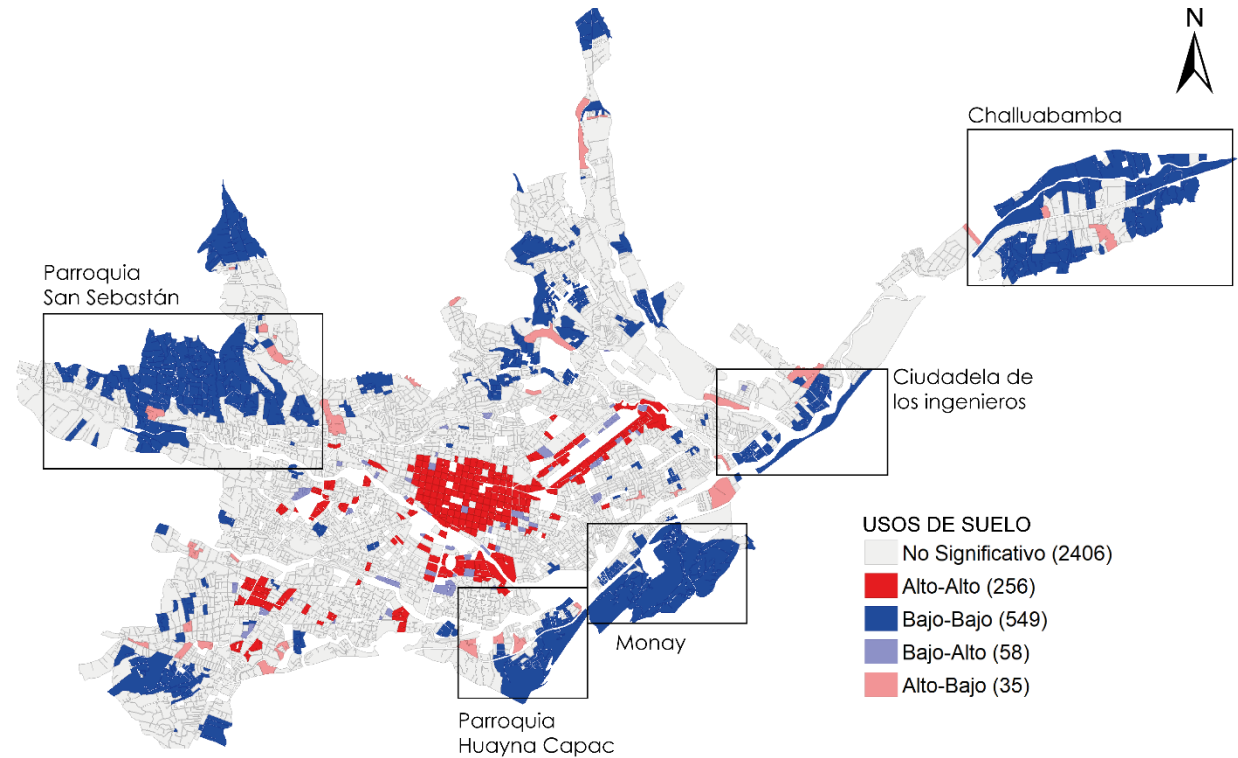 N
Challuabamba
Parroquia
San Sebastán
Ciudadela de
los ingenieros
USOS DE SUELO
No Significativo (2406)
Alto-Alto (256)
Bajo-Bajo (549)
Bajo-Alto (58)
Alto-Bajo (35)
Monay
Parroquia
Huayna Capac